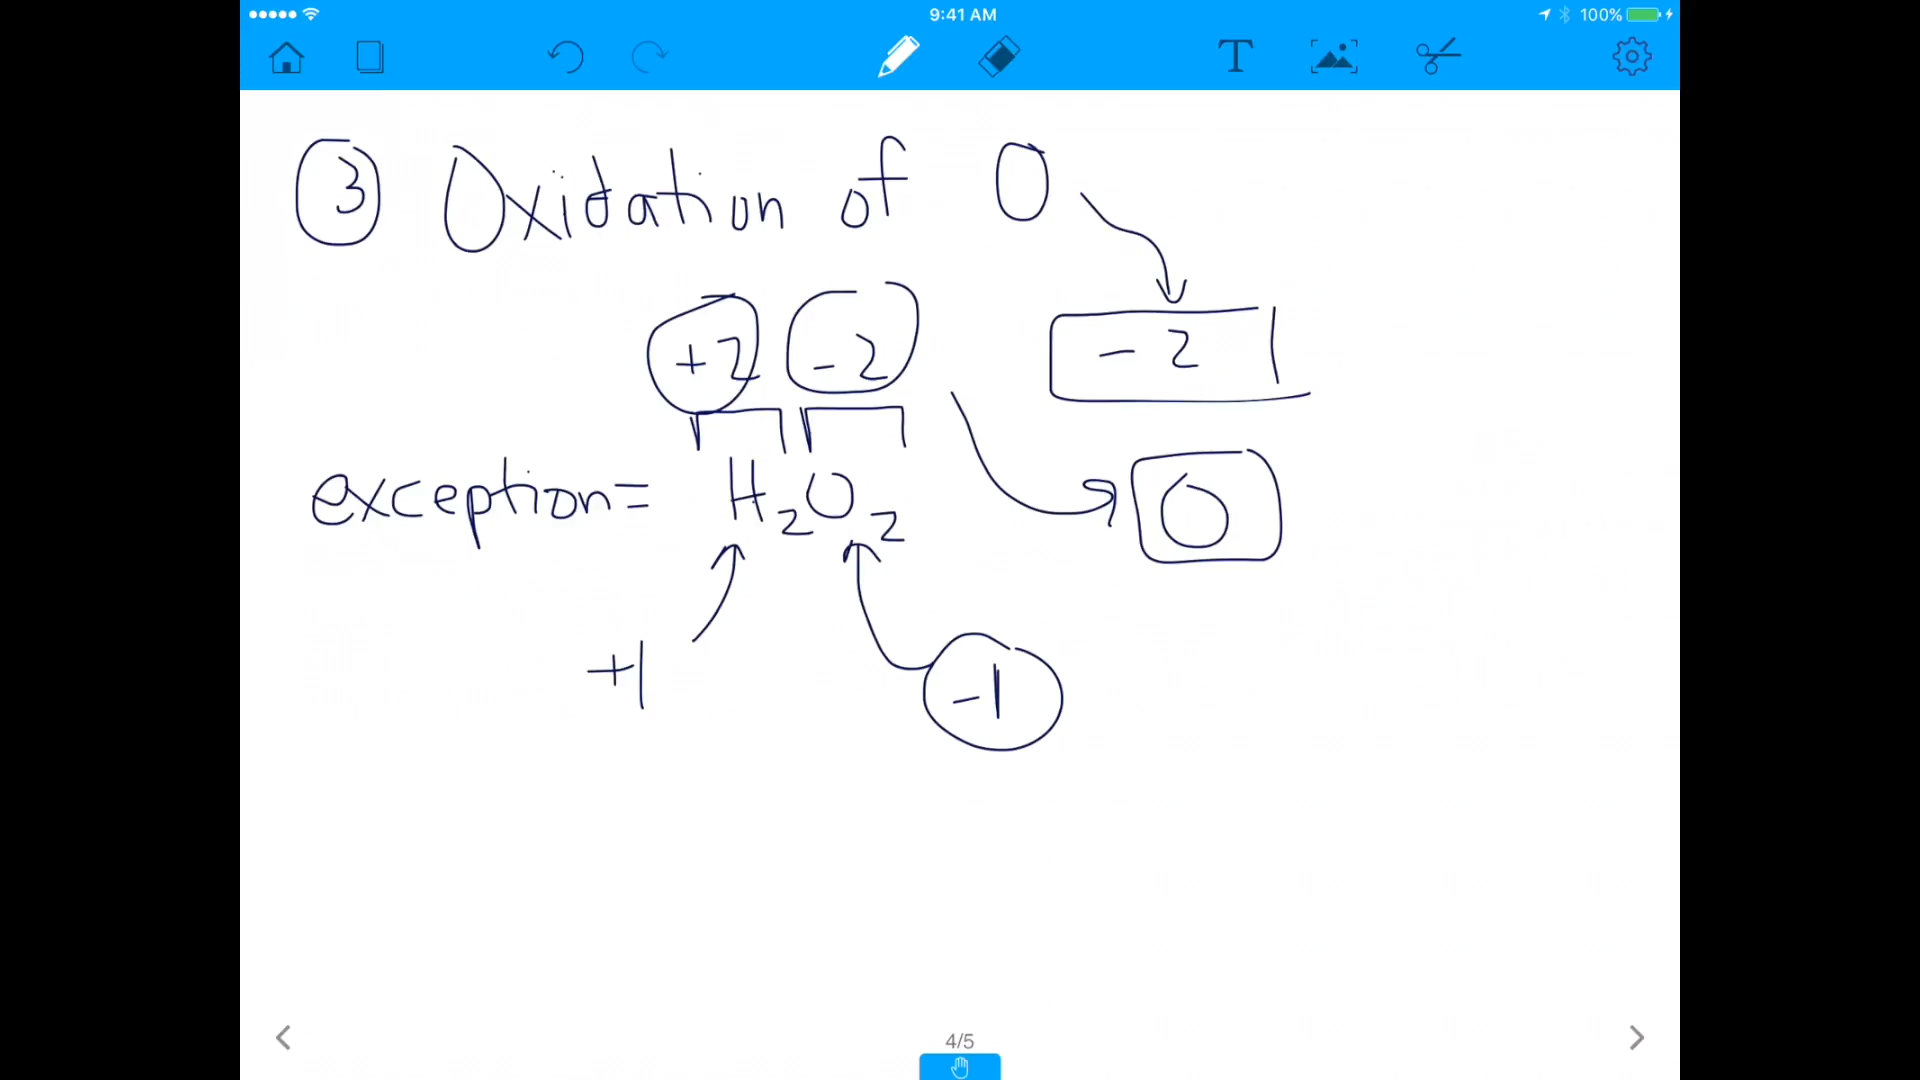 9:41 AM
100%
T
3 Oxidation of O
+2 -2
-2
exception= H₂O₂
0
+1
-1
4/5